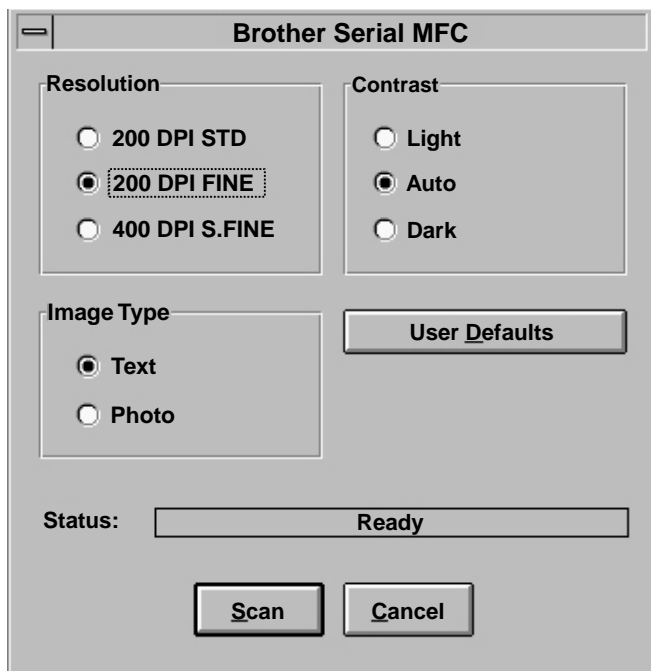 Brother Serial MFC
Resolution
200 DPI STD
200 DPI FINE
400 DPI S.FINE
Contrast
Light
Auto
Dark
Image Type
Text
Photo
User Defaults
Status: Ready
Scan Cancel